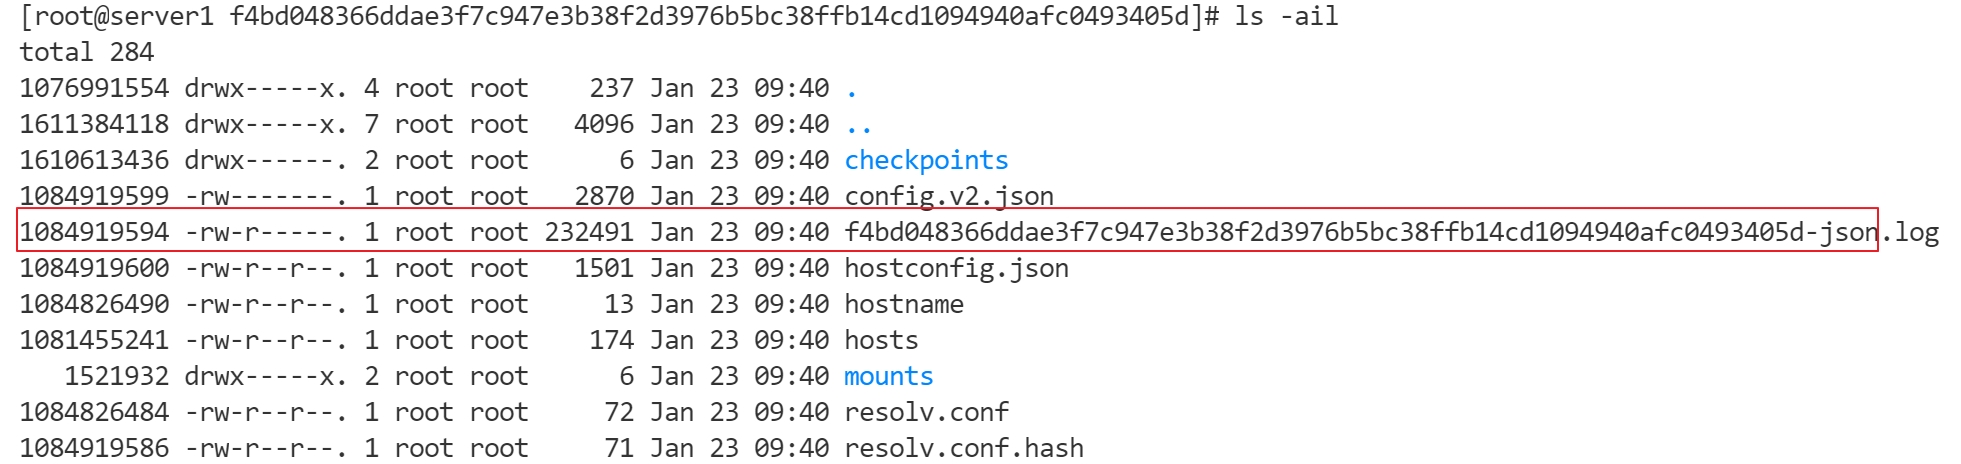 [root@server1 f4bd048366ddae3f7c947e3b38f2d3976b5bc38ffb14cd1094940afc0493405d]# ls -ail
total 284
1076991554 drwx-----x. 4 root root    237 Jan 23 09:40 .
1611384118 drwx-----x. 7 root root   4096 Jan 23 09:40 ..
1610613436 drwx------. 2 root root      6 Jan 23 09:40 checkpoints
1084919599 -rw-------. 1 root root   2870 Jan 23 09:40 config.v2.json
1084919594 -rw-r-----. 1 root root 232491 Jan 23 09:40 f4bd048366ddae3f7c947e3b38f2d3976b5bc38ffb14cd1094940afc0493405d-json.log
1084919600 -rw-r--r--. 1 root root   1501 Jan 23 09:40 hostconfig.json
1084826490 -rw-r--r--. 1 root root     13 Jan 23 09:40 hostname
1081455241 -rw-r--r--. 1 root root    174 Jan 23 09:40 hosts
   1521932 drwx-----x. 2 root root      6 Jan 23 09:40 mounts
1084826484 -rw-r--r--. 1 root root     72 Jan 23 09:40 resolv.conf
1084919586 -rw-r--r--. 1 root root     71 Jan 23 09:40 resolv.conf.hash